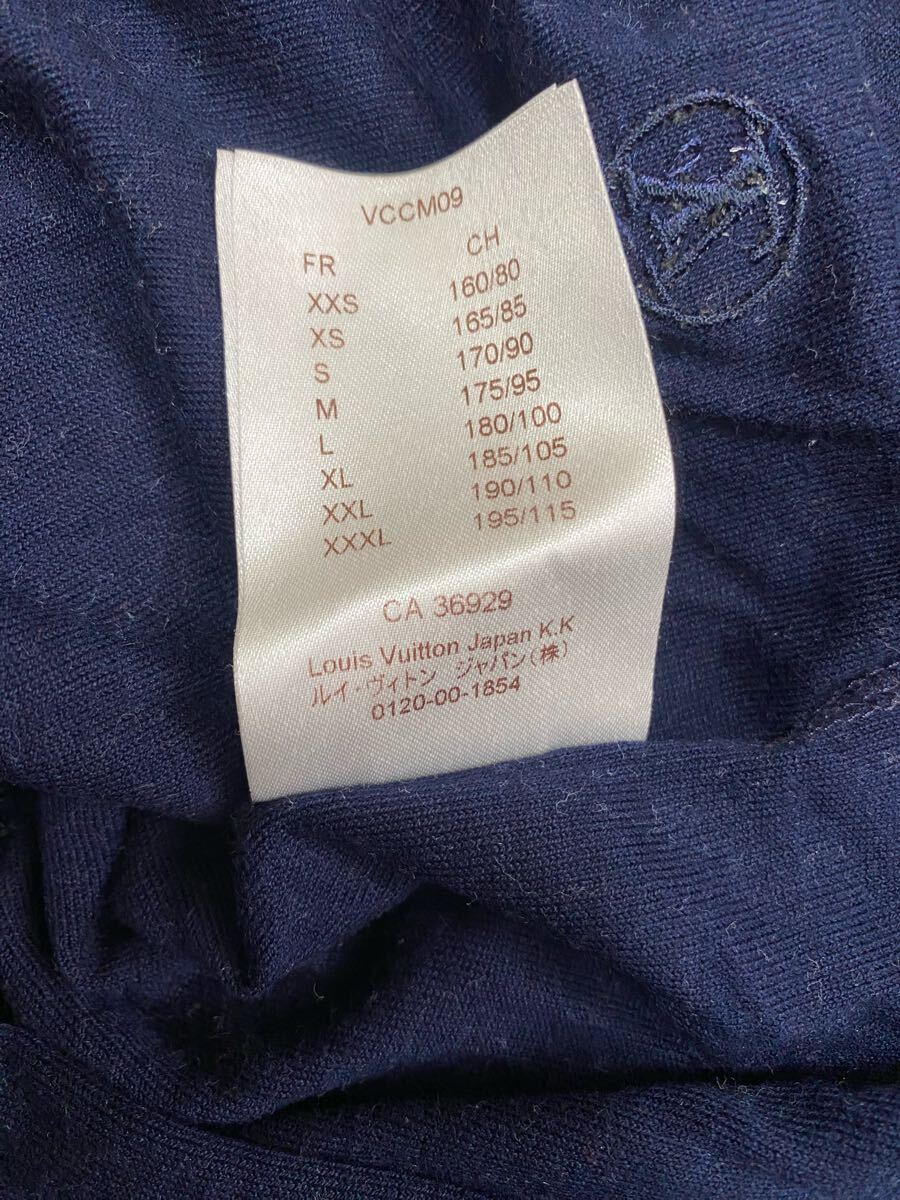 VCCM09
FR CH
XXS 160/80
XS 165/85
S 170/90
M 175/95
L 180/100
XL 185/105
XXL 190/110
XXXL 195/115
CA 36929
Louis Vuitton Japan K.K
ルイ・ヴィトン ジャパン(株)
0120-00-1854